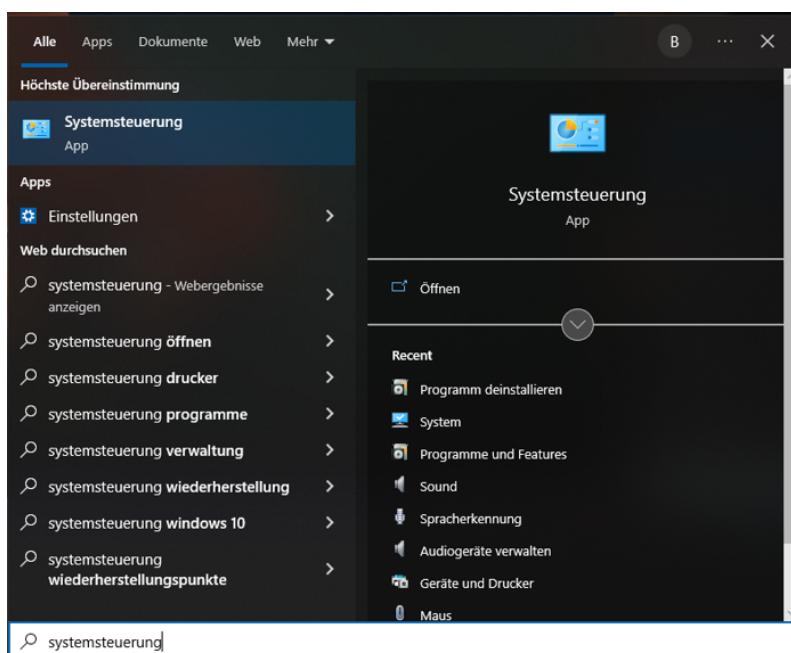 Alle Apps Dokumente Web Mehr B ...
Höchste Übereinstimmung
Systemsteuerung
App
Apps
Einstellungen
Web durchsuchen
systemsteuerung - Webergebnisse
anzeigen
systemsteuerung öffnen
systemsteuerung drucker
systemsteuerung programme
systemsteuerung verwaltung
systemsteuerung wiederherstellung
systemsteuerung windows 10
systemsteuerung
wiederherstellungspunkte
systemsteuerung
Systemsteuerung
App
Öffnen
Recent
Programm deinstallieren
System
Programme und Features
Sound
Spracherkennung
Audiogeräte verwalten
Geräte und Drucker
Maus